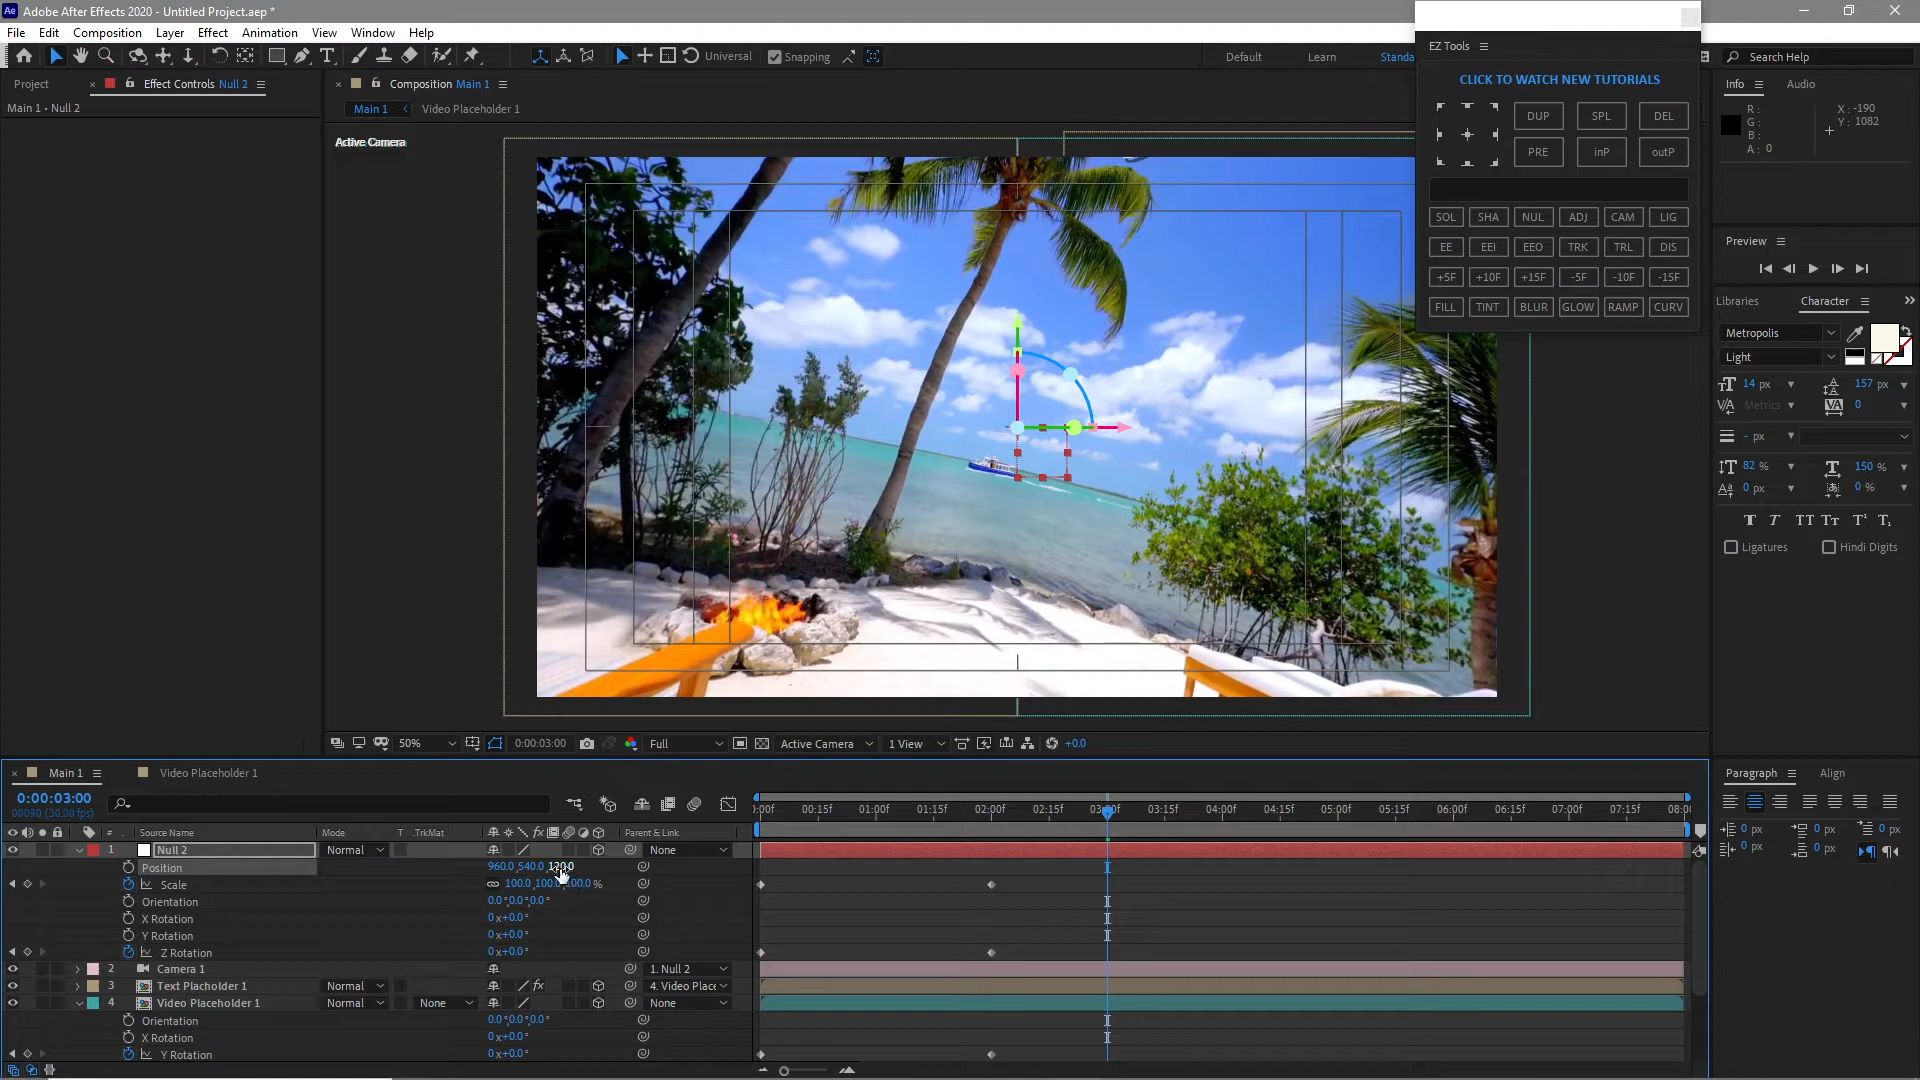 Ae Adobe After Effects 2020 - Untitled Project.aep *
File Edit Composition Layer Effect Animation View Window Help
Universal Snapping Default Learn Standa Search Help
Project Effect Controls Null 2 Composition Main 1
Main 1 • Null 2
Main 1 Video Placeholder 1
Active Camera
EZ Tools
CLICK TO WATCH NEW TUTORIALS
DUP SPL DEL
PRE inP outP
SOL SHA NUL ADJ CAM LIG
EE EEI EEO TRK TRL DIS
+5F +10F +15F -5F -10F -15F
FILL TINT BLUR GLOW RAMP CURV
Info Audio
R :
G :
B :
A : 0
X : -190
Y : 1082
Preview
Libraries Character
Metropolis
Light
14 px 157 px
Metrics 0
- px
82 % 150 %
0 px 0 %
T T TT Tt T¹ T₁
Ligatures Hindi Digits
50% 0:00:03:00 Full Active Camera 1 View +0.0
Main 1 Video Placeholder 1
0:00:03:00
00090 (30.00 fps)
# Source Name Mode T .TrkMat Parent & Link
):00f 00:15f 01:00f 01:15f 02:00f 02:15f 03:00f 03:15f 04:00f 04:15f 05:00f 05:15f 06:00f 06:15f 07:00f 07:15f 08:0
1 Null 2 Normal None
Position 960.0,540.0,
Scale 100.0,100.0,100.0 %
Orientation 0.0°,0.0°,0.0°
X Rotation 0 x+0.0°
Y Rotation 0 x+0.0°
Z Rotation 0 x+0.0°
2 Camera 1 1. Null 2
3 Text Placholder 1 Normal 4. Video Place
4 Video Placeholder 1 Normal None None
Orientation 0.0°,0.0°,0.0°
X Rotation 0 x+0.0°
Y Rotation 0 x+0.0°
Paragraph Align
0 px 0 px 0 px
0 px 0 px